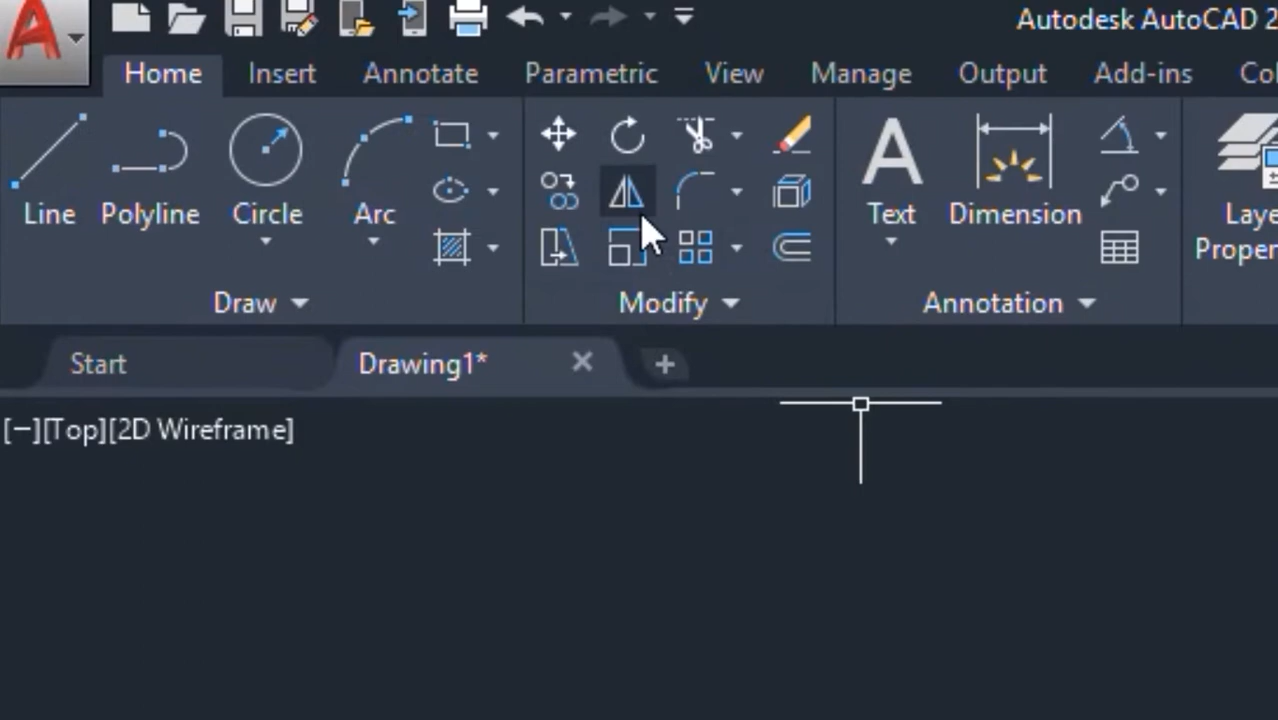 Autodesk AutoCAD 2
Home Insert Annotate Parametric View Manage Output Add-ins
Line Polyline Circle Arc Text Dimension
Draw Modify Annotation
Start Drawing1*
[−][Top][2D Wireframe]